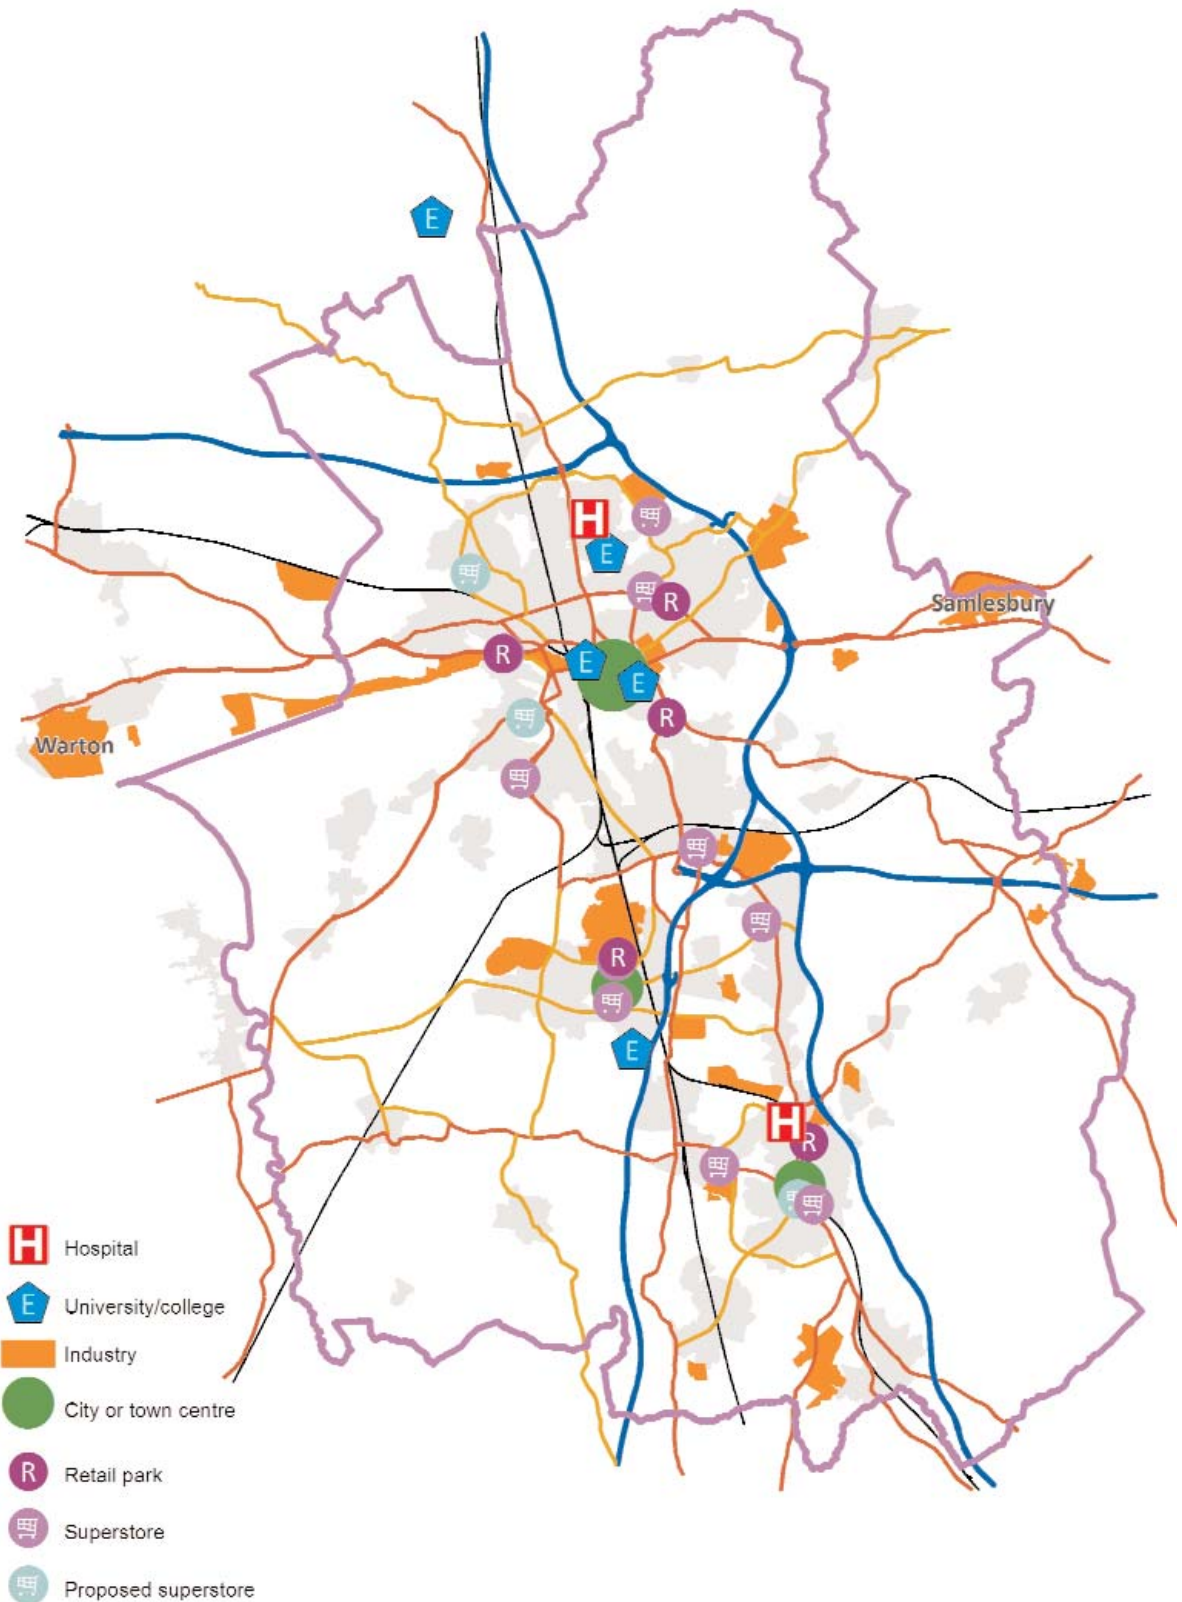 E
H
E
Samlesbury
R
R
E
E
R
Warton
R
E
H
R
H Hospital
E University/college
Industry
City or town centre
R Retail park
Superstore
Proposed superstore